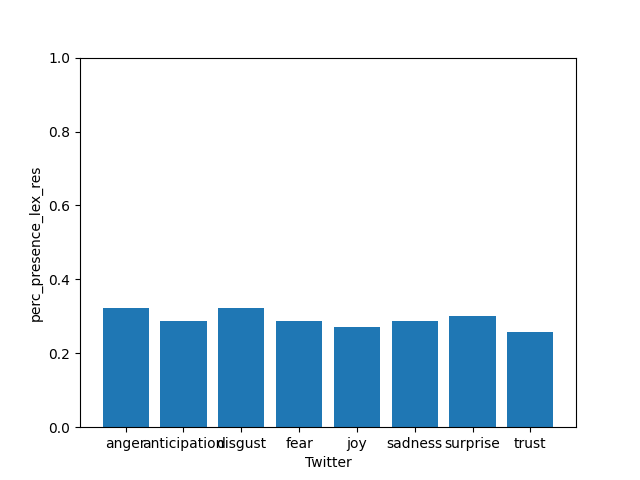 perc_presence_lex_res
1.0
0.8
0.6
0.4
0.2
0.0
anger anticipation disgust fear joy sadness surprise trust
Twitter